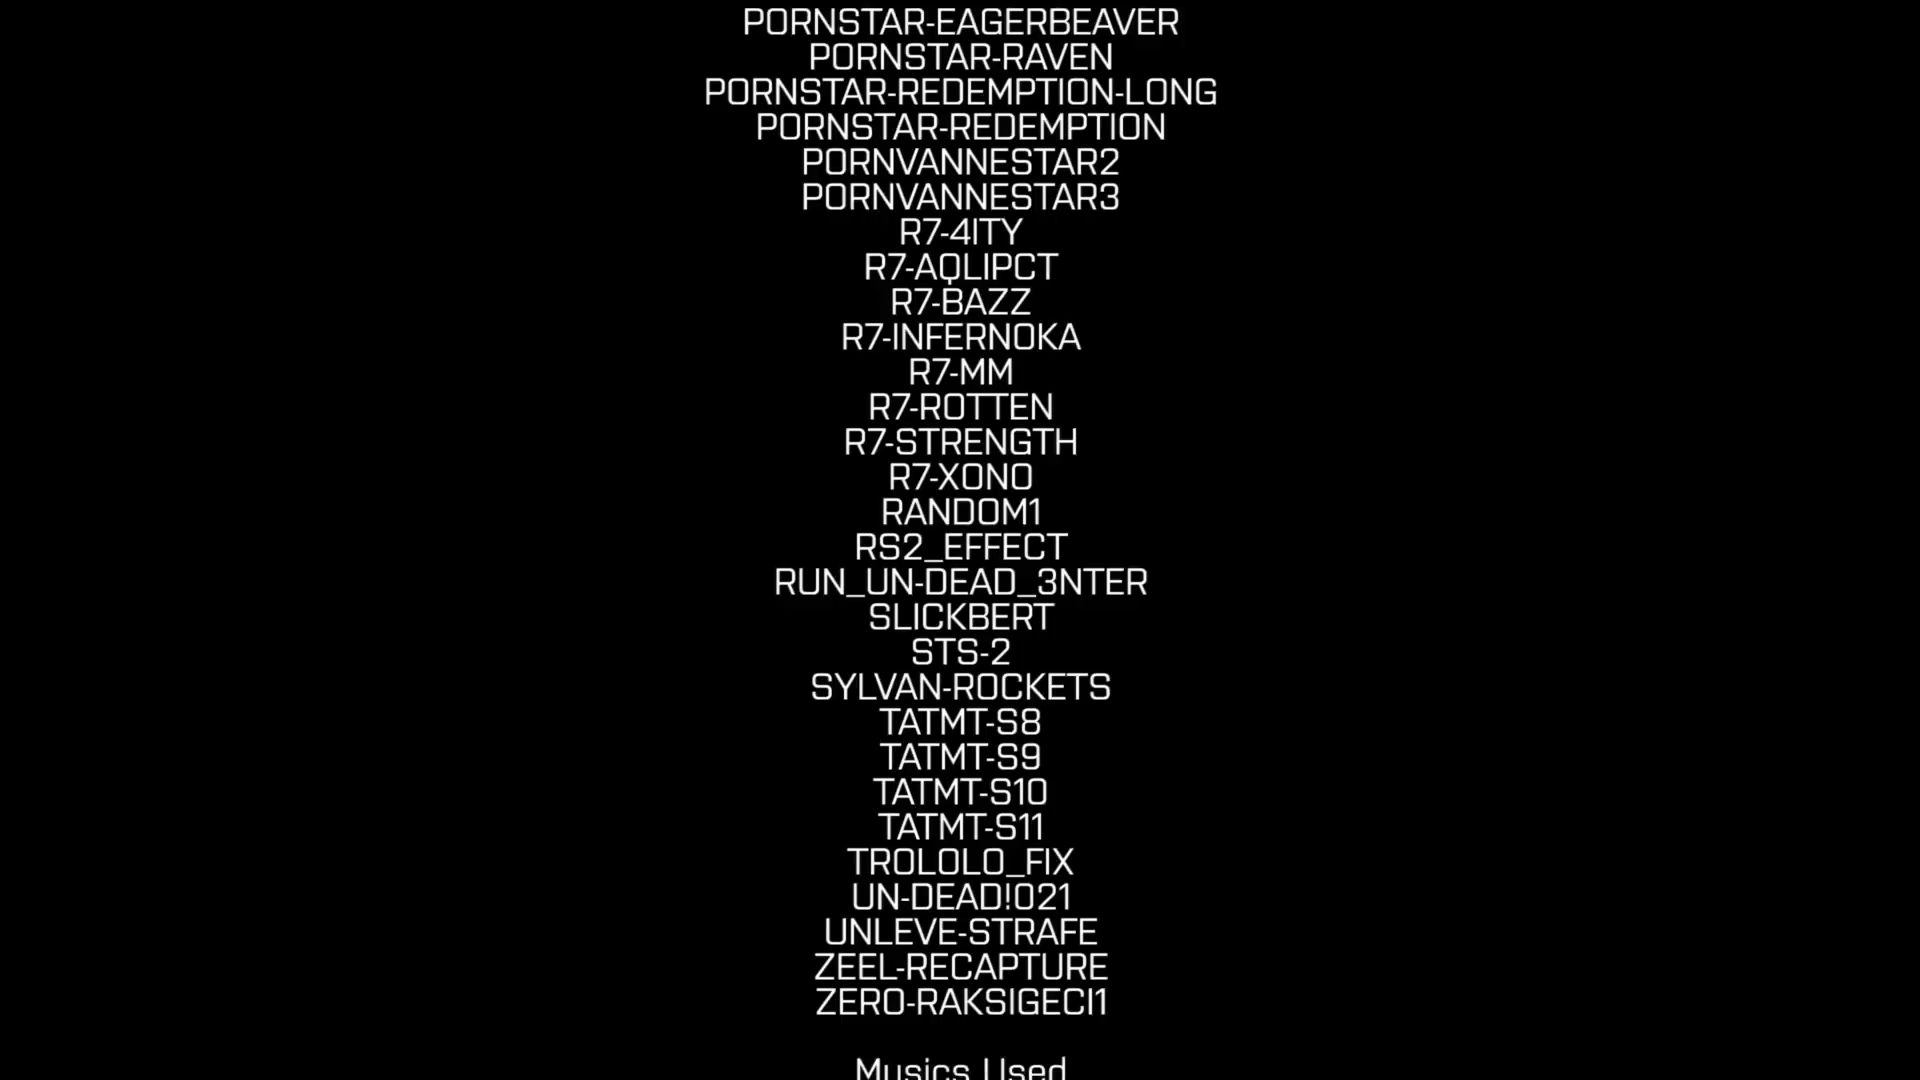 PORNSTAR-EAGERBEAVER
PORNSTAR-RAVEN
PORNSTAR-REDEMPTION-LONG
PORNSTAR-REDEMPTION
PORNVANNESTAR2
PORNVANNESTAR3
R7-4ITY
R7-AQLIPCT
R7-BAZZ
R7-INFERNOKA
R7-MM
R7-ROTTEN
R7-STRENGTH
R7-XONO
RANDOM1
RS2_EFFECT
RUN_UN-DEAD_3NTER
SLICKBERT
STS-2
SYLVAN-ROCKETS
TATMT-S8
TATMT-S9
TATMT-S10
TATMT-S11
TROLOLO_FIX
UN-DEAD!021
UNLEVE-STRAFE
ZEEL-RECAPTURE
ZERO-RAKSIGECI1
Musics Used